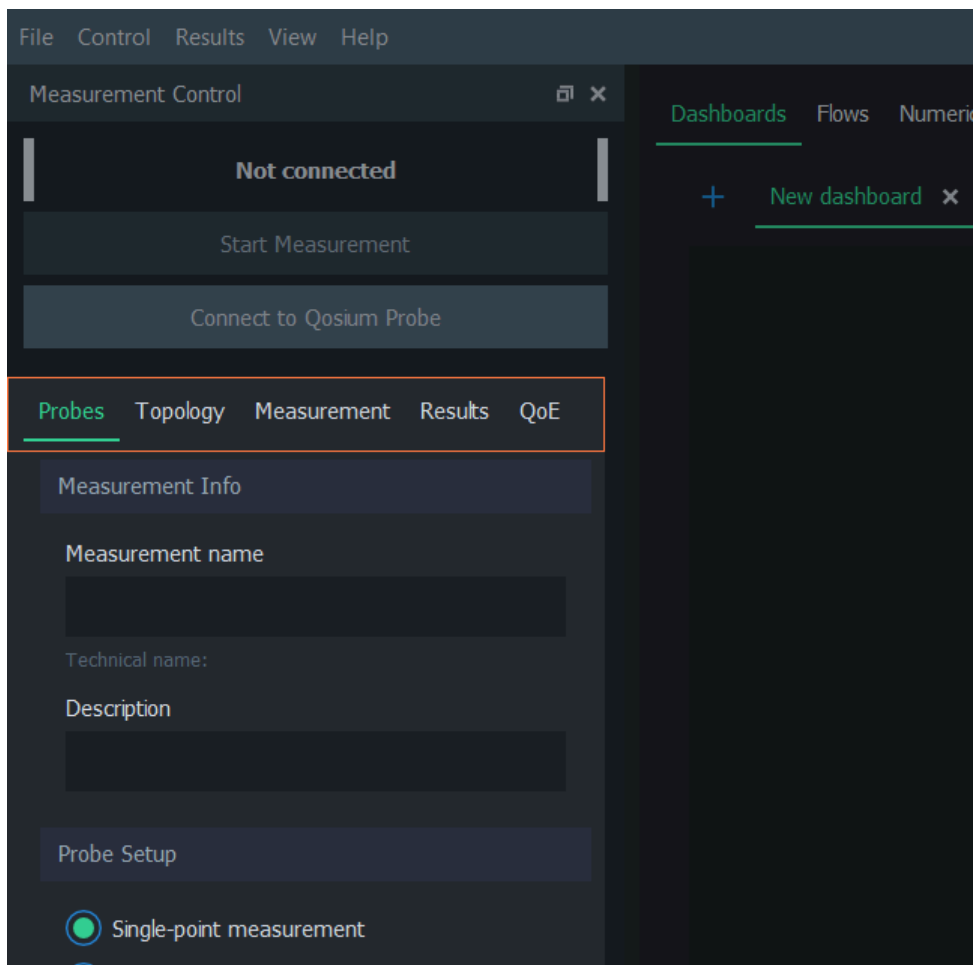 File Control Results View Help
Measurement Control
Dashboards Flows Numeric
Not connected
New dashboard
Start Measurement
Connect to Qosium Probe
Probes Topology Measurement Results QoE
Measurement Info
Measurement name
Technical name:
Description
Probe Setup
Single-point measurement